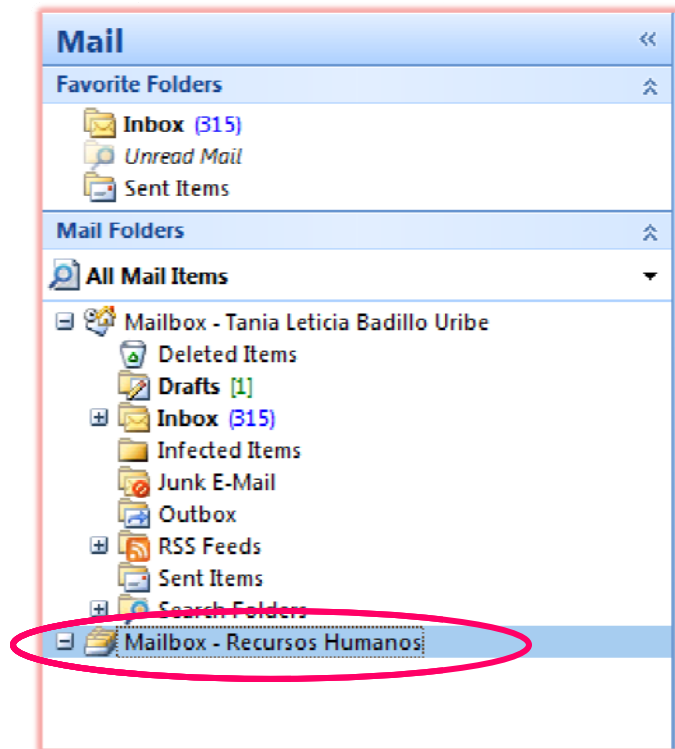 Mail
Favorite Folders
Inbox (315)
Unread Mail
Sent Items
Mail Folders
All Mail Items
Mailbox - Tania Leticia Badillo Uribe
Deleted Items
Drafts [1]
Inbox (315)
Infected Items
Junk E-Mail
Outbox
RSS Feeds
Sent Items
Search Folders
Mailbox - Recursos Humanos